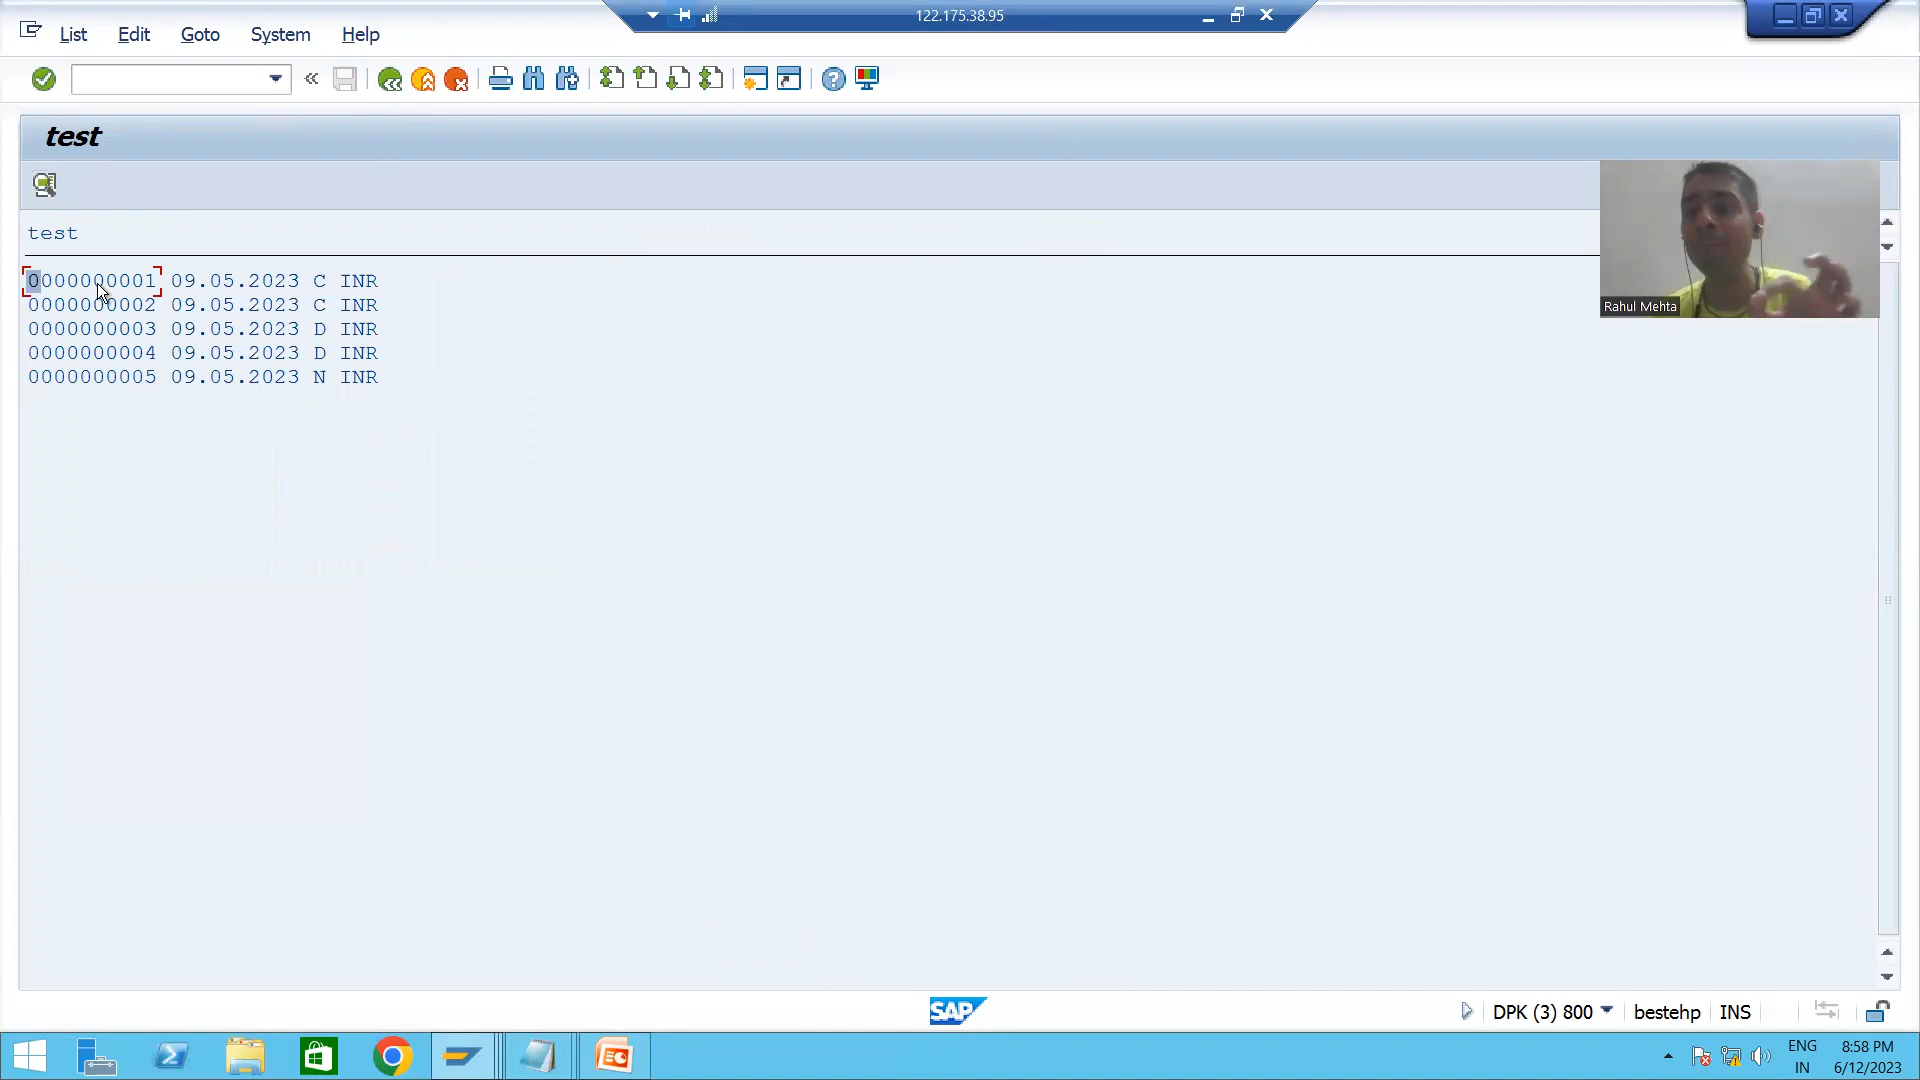 122.175.38.95
List Edit Goto System Help
test
test
0000000001 09.05.2023 C INR
0000000002 09.05.2023 C INR
0000000003 09.05.2023 D INR
0000000004 09.05.2023 D INR
0000000005 09.05.2023 N INR
Rahul Mehta
SAP
DPK (3) 800 bestehp INS
ENG 8:58 PM
IN 6/12/2023